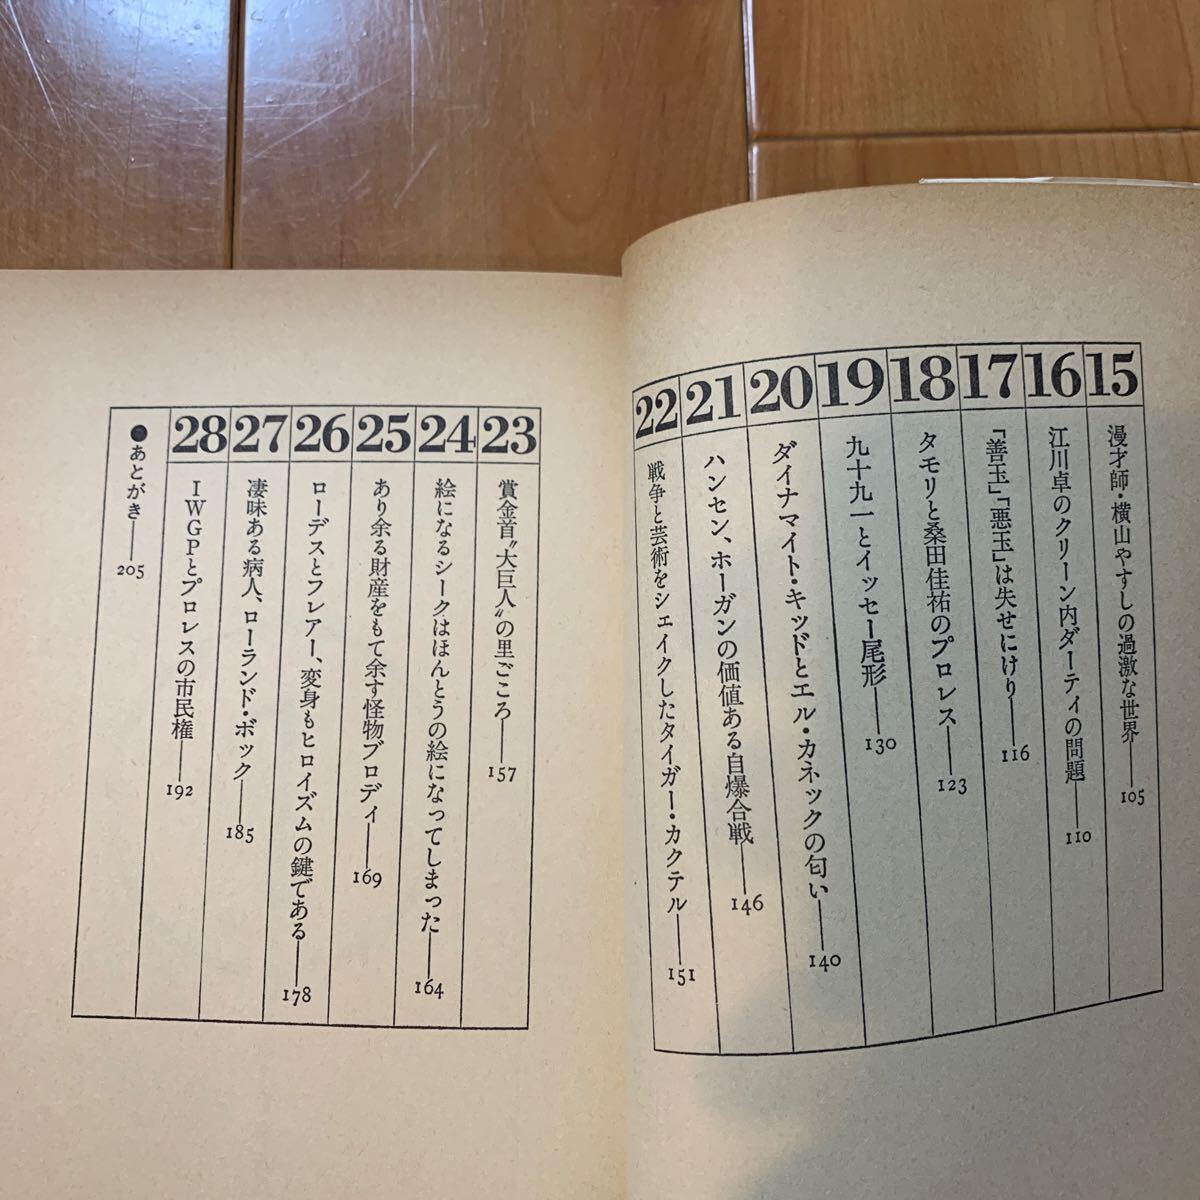 15 漫才師・横山やすしの過激な世界——105
16 江川卓のクリーン内ダーティの問題——110
17 「善玉」「悪玉」は失せにけり——116
18 タモリと桑田佳祐のプロレス——123
19 九十九一とイッセー尾形——130
20 ダイナマイト・キッドとエル・カネックの匂い——140
21 ハンセン、ホーガンの価値ある自爆合戦——146
22 戦争と芸術をシェイクしたタイガー・カクテル——151
23 賞金首〝大巨人〟の里ごころ——157
24 絵になるシークはほんとうの絵になってしまった——164
25 あり余る財産をもて余す怪物ブロディ——169
26 ローデスとフレアー、変身もヒロイズムの鍵である——178
27 凄味ある病人、ローランド・ボック——185
28 IWGPとプロレスの市民権——192
●あとがき——205